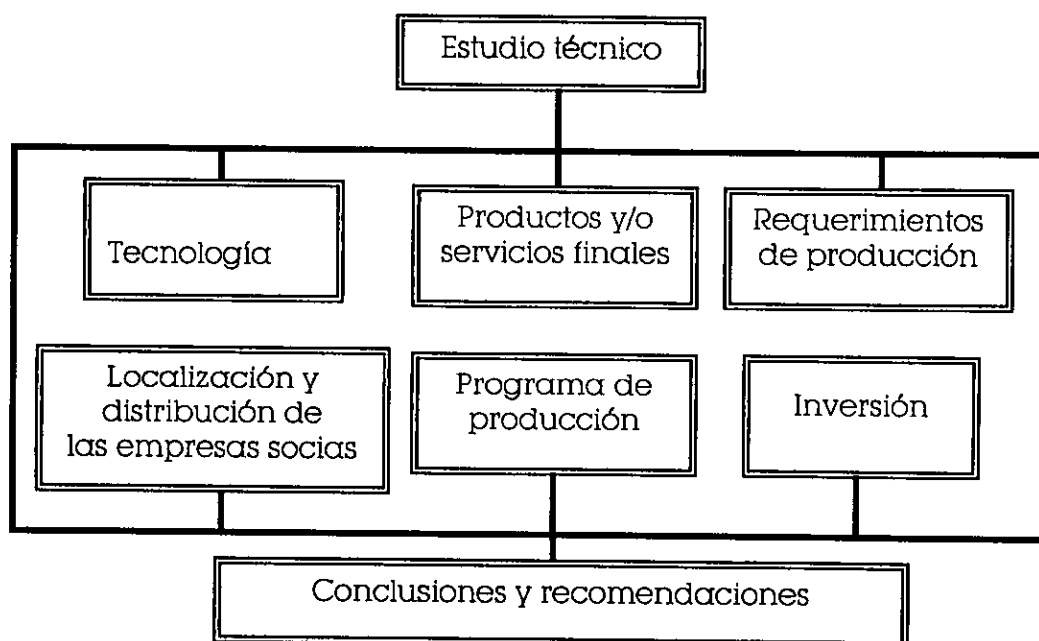 Estudio técnico
Tecnología
Productos y/o
servicios finales
Requerimientos
de producción
Localización y
distribución de
las empresas socias
Programa de
producción
Inversión
Conclusiones y recomendaciones